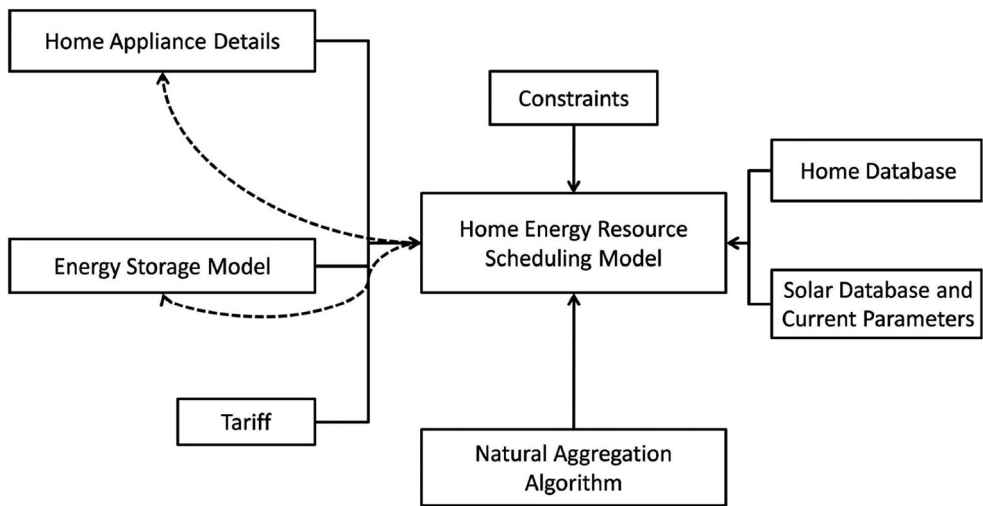 Home Appliance Details
Constraints
Home Database
Home Energy Resource
Scheduling Model
Energy Storage Model
Solar Database and
Current Parameters
Tariff
Natural Aggregation
Algorithm